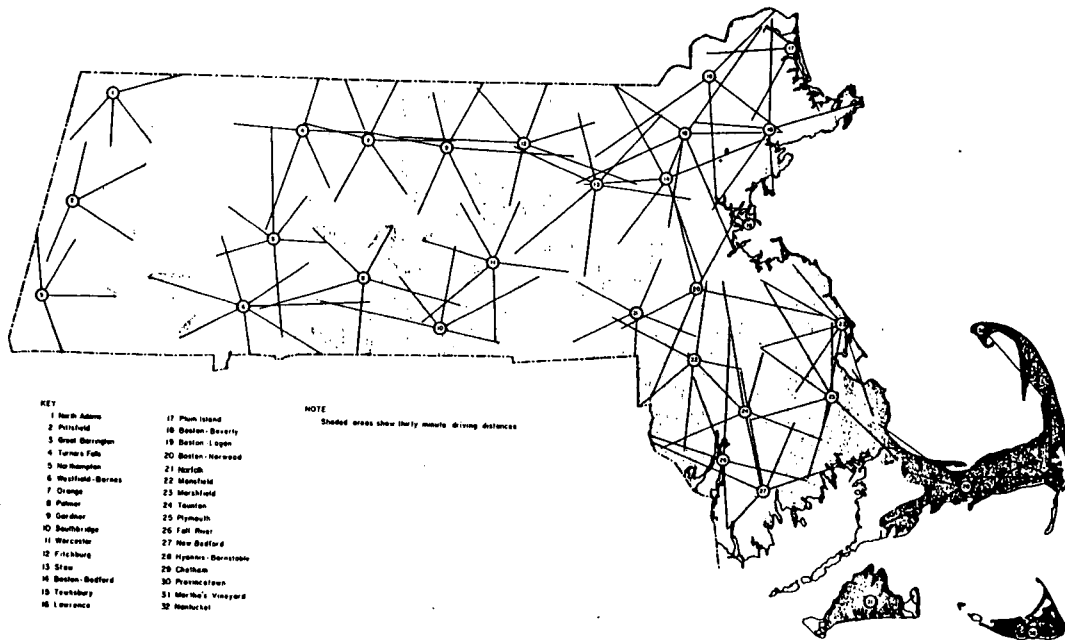 KEY
1 North Adams
2 Pittsfield
3 Great Barrington
4 Turners Falls
5 Northampton
6 Westfield-Barnes
7 Orange
8 Palmer
9 Gardner
10 Southbridge
11 Worcester
12 Fitchburg
13 Stow
14 Boston-Bedford
15 Tewksbury
16 Lawrence
17 Plum Island
18 Boston-Beverly
19 Boston-Logan
20 Boston-Norwood
21 Norfolk
22 Mansfield
23 Marshfield
24 Taunton
25 Plymouth
26 Fall River
27 New Bedford
28 Hyannis-Barnstable
29 Chatham
30 Provincetown
31 Martha's Vineyard
32 Nantucket
NOTE
Shaded areas show thirty minute driving distances